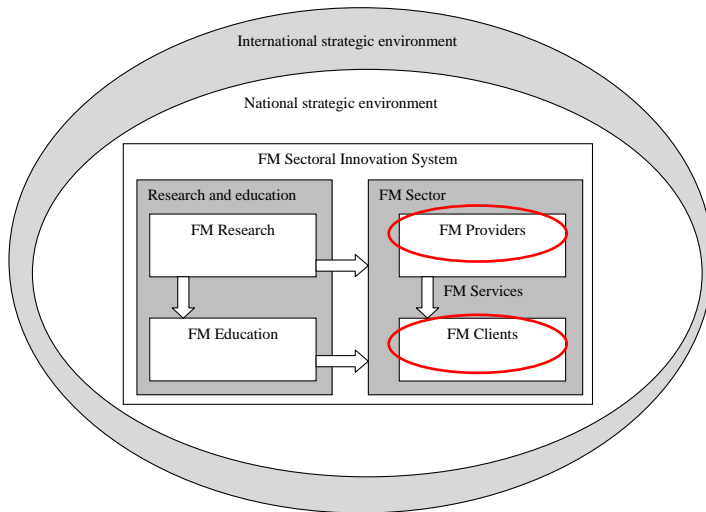 International strategic environment
National strategic environment
FM Sectoral Innovation System
Research and education
FM Research
FM Education
FM Sector
FM Providers
FM Services
FM Clients